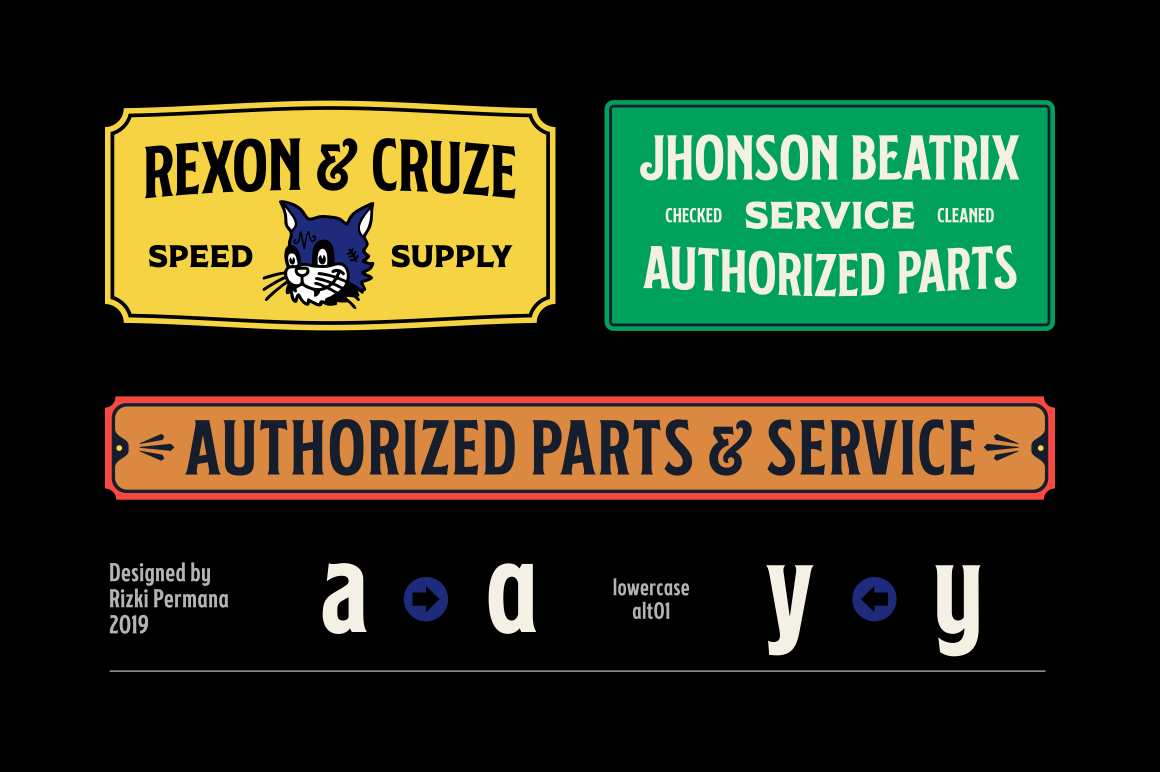 REXON & CRUZE
SPEED SUPPLY
JHONSON BEATRIX
CHECKED SERVICE CLEANED
AUTHORIZED PARTS
AUTHORIZED PARTS & SERVICE
Designed by
Rizki Permana
2019
a a
lowercase
alt01
y y